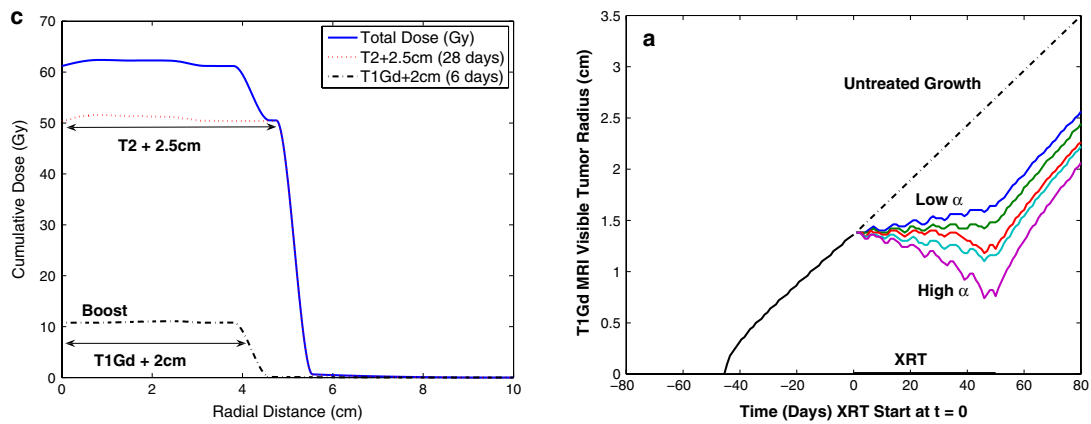 c
70
60
50
40
30
20
10
0
Cumulative Dose (Gy)
Total Dose (Gy)
T2+2.5cm (28 days)
T1Gd+2cm (6 days)
T2 + 2.5cm
Boost
T1Gd + 2cm
0 2 4 6 8 10
Radial Distance (cm)
a
3.5
3
2.5
2
1.5
1
0.5
0
T1Gd MRI Visible Tumor Radius (cm)
Untreated Growth
Low α
High α
XRT
−80 −60 −40 −20 0 20 40 60 80
Time (Days) XRT Start at t = 0